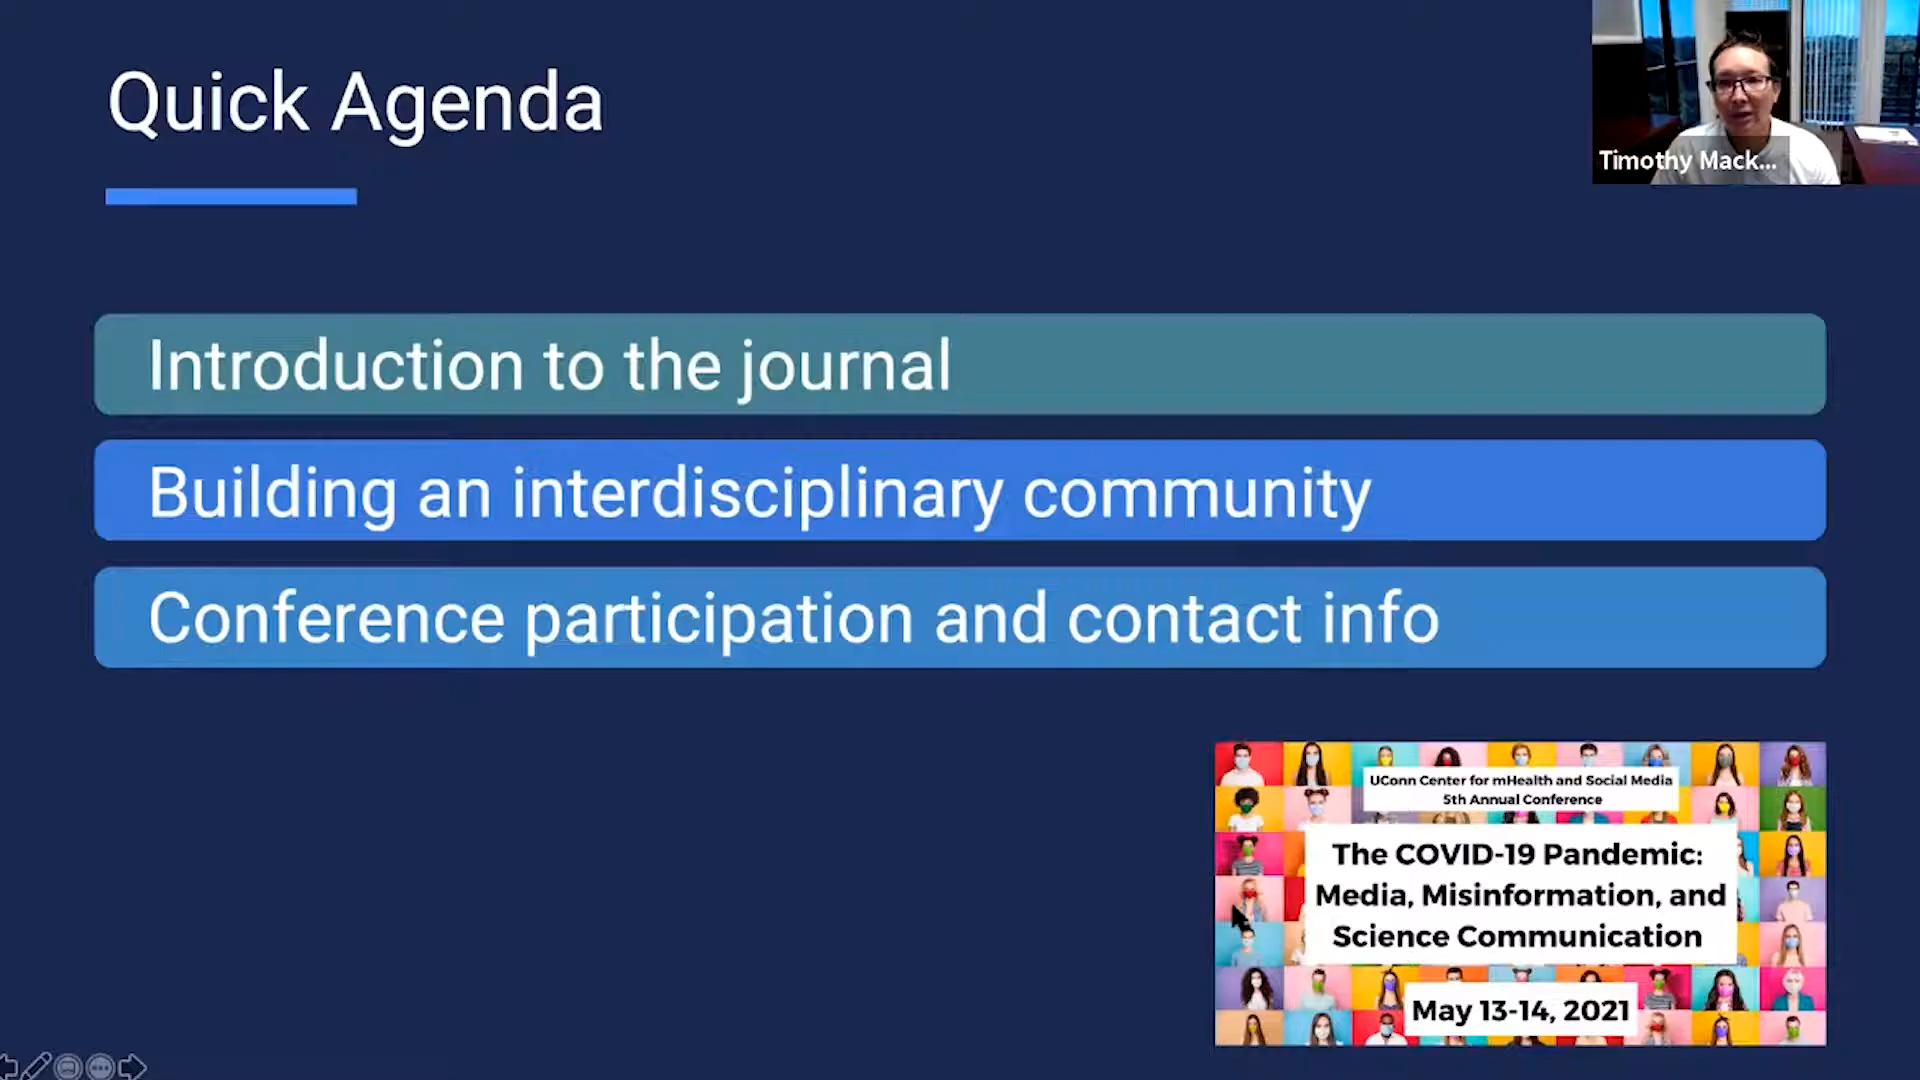 Quick Agenda
Timothy Mack...
Introduction to the journal
Building an interdisciplinary community
Conference participation and contact info
UConn Center for mHealth and Social Media
5th Annual Conference
The COVID-19 Pandemic:
Media, Misinformation, and
Science Communication
May 13-14, 2021